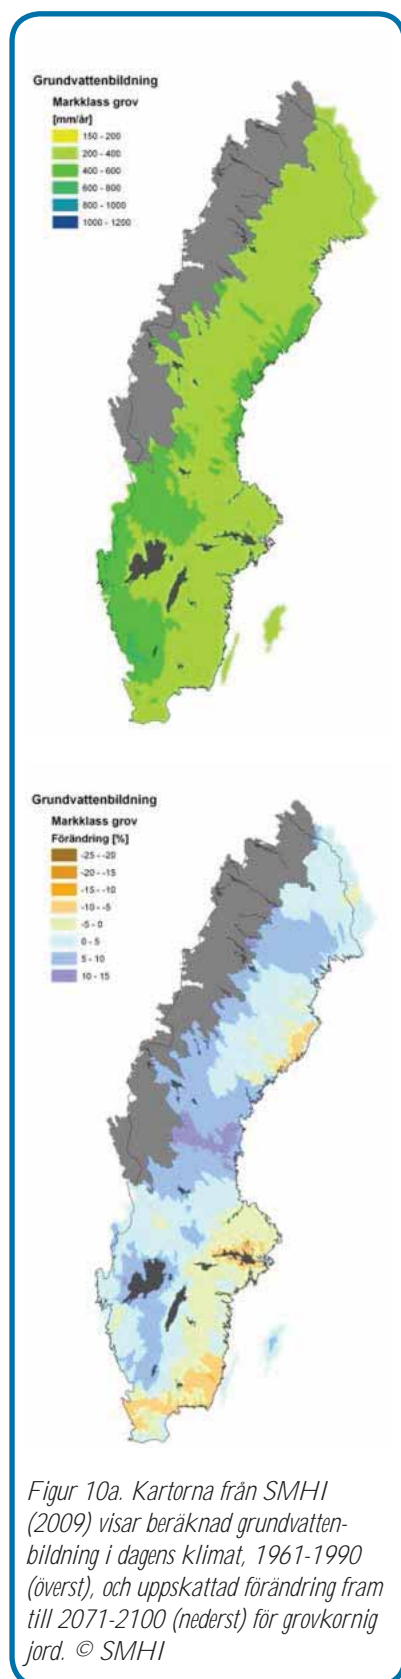 Grundvattenbildning
Markklass grov
[mm/år]
150 - 200
200 - 400
400 - 600
600 - 800
800 - 1000
1000 - 1200
Grundvattenbildning
Markklass grov
Förändring [%]
-25 - -20
-20 - -15
-15 - -10
-10 - -5
-5 - 0
0 - 5
5 - 10
10 - 15
Figur 10a. Kartorna från SMHI
(2009) visar beräknad grundvatten-
bildning i dagens klimat, 1961-1990
(överst), och uppskattad förändring fram
till 2071-2100 (nederst) för grovkornig
jord. © SMHI